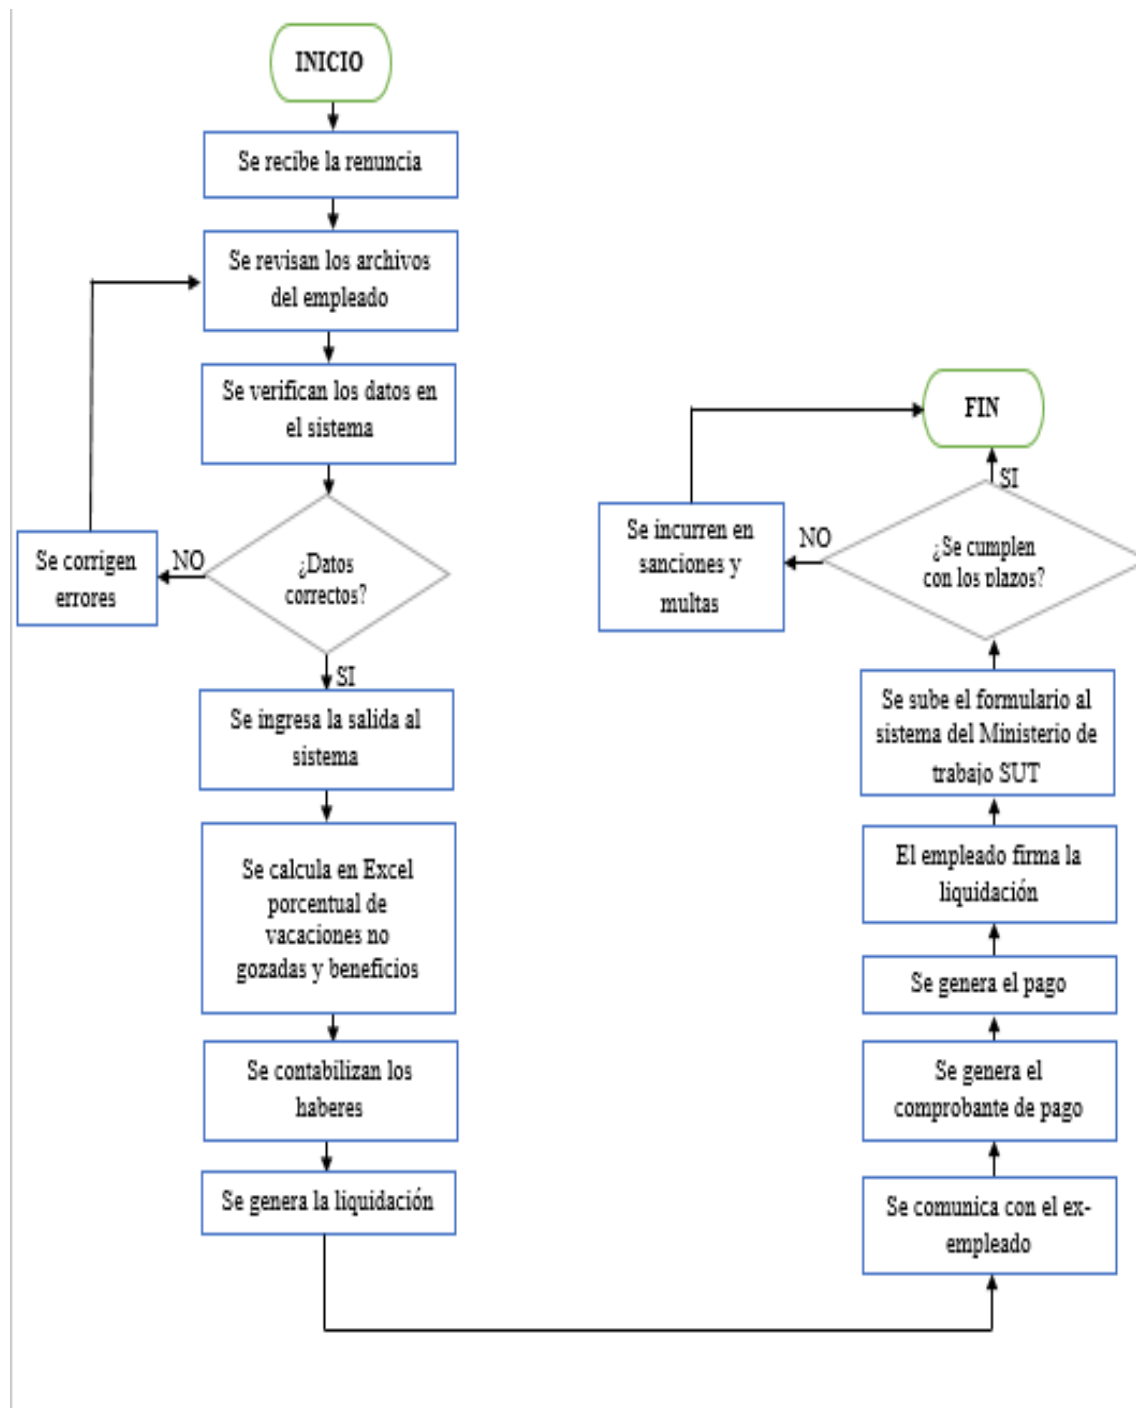 INICIO
Se recibe la renuncia
Se revisan los archivos
del empleado
Se verifican los datos en
el sistema
¿Datos
correctos?
NO
Se corrigen
errores
SI
Se ingresa la salida al
sistema
Se calcula en Excel
porcentual de
vacaciones no
gozadas y beneficios
Se contabilizan los
haberes
Se genera la liquidación
Se comunica con el ex-
empleado
Se genera el
comprobante de pago
Se genera el pago
El empleado firma la
liquidación
Se sube el formulario al
sistema del Ministerio de
trabajo SUT
¿Se cumplen
con los plazos?
NO
Se incurren en
sanciones y
multas
SI
FIN